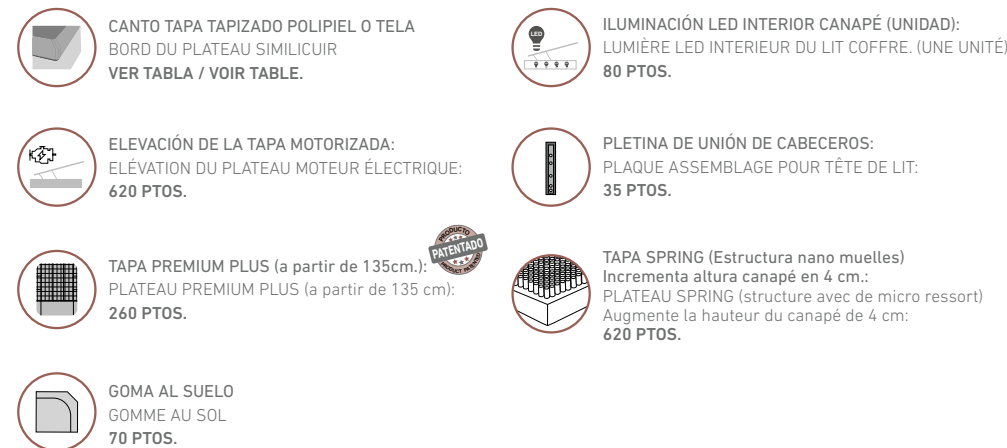 CANTO TAPA TAPIZADO POLIPIEL O TELA
BORD DU PLATEAU SIMILICUIR
VER TABLA / VOIR TABLE.
ELEVACIÓN DE LA TAPA MOTORIZADA:
ELÉVATION DU PLATEAU MOTEUR ÉLECTRIQUE:
620 PTOS.
PRODUCTO
PATENTADO
TAPA PREMIUM PLUS (a partir de 135cm.):
PLATEAU PREMIUM PLUS (a partir de 135 cm):
260 PTOS.
GOMA AL SUELO
GOMME AU SOL
70 PTOS.
LED
ILUMINACIÓN LED INTERIOR CANAPÉ (UNIDAD):
LUMIÈRE LED INTERIEUR DU LIT COFFRE. (UNE UNITÉ)
80 PTOS.
PLETINA DE UNIÓN DE CABECEROS:
PLAQUE ASSEMBLAGE POUR TÊTE DE LIT:
35 PTOS.
TAPA SPRING (Estructura nano muelles)
Incrementa altura canapé en 4 cm.:
PLATEAU SPRING (structure avec de micro ressort)
Augmente la hauteur du canapé de 4 cm:
620 PTOS.